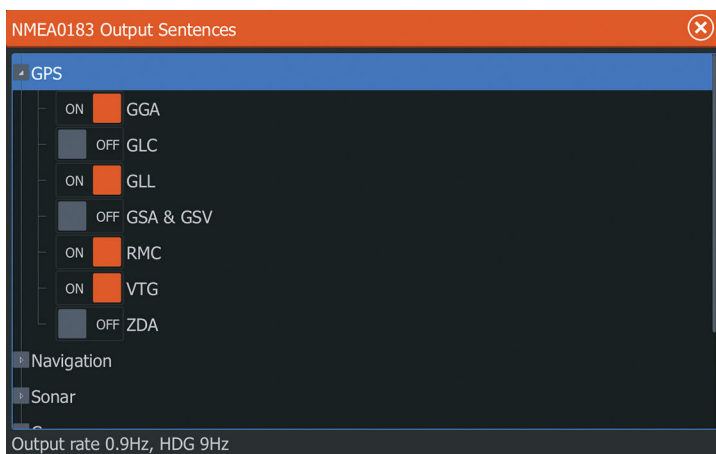 NMEA0183 Output Sentences
GPS
ON GGA
OFF GLC
ON GLL
OFF GSA & GSV
ON RMC
ON VTG
OFF ZDA
Navigation
Sonar
Output rate 0.9Hz, HDG 9Hz